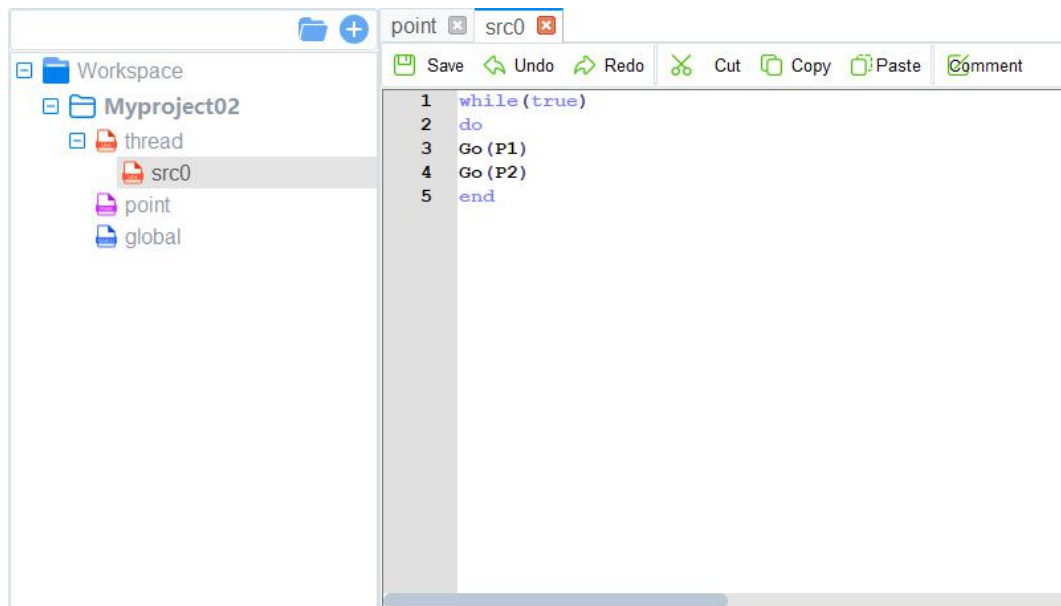 point src0
Save Undo Redo Cut Copy Paste Comment
Workspace
Myproject02
thread
src0
point
global
1 while(true)
2 do
3 Go(P1)
4 Go(P2)
5 end